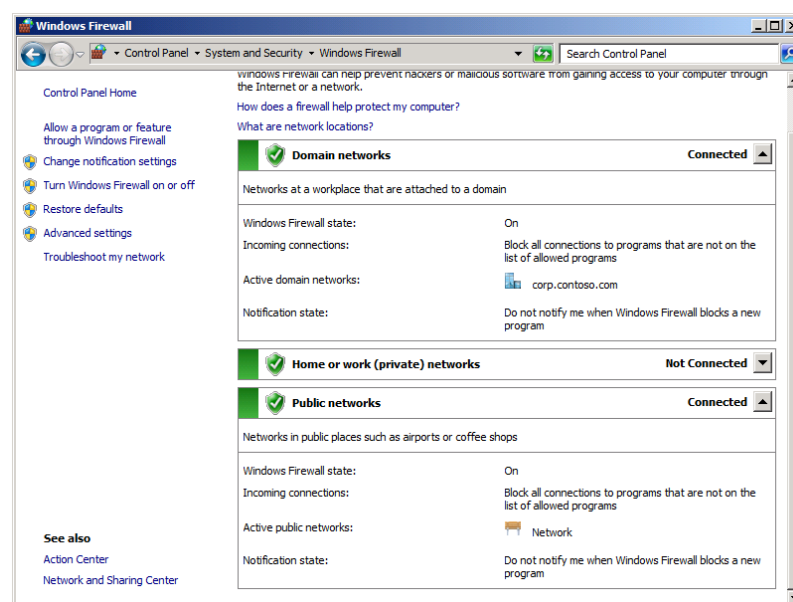 Windows Firewall
Control Panel
System and Security
Windows Firewall
Search Control Panel
Control Panel Home
Allow a program or feature
through Windows Firewall
Change notification settings
Turn Windows Firewall on or off
Restore defaults
Advanced settings
Troubleshoot my network
See also
Action Center
Network and Sharing Center
Windows Firewall can help prevent hackers or malicious software from gaining access to your computer through
the Internet or a network.
How does a firewall help protect my computer?
What are network locations?
Domain networks
Connected
Networks at a workplace that are attached to a domain
Windows Firewall state:
On
Incoming connections:
Block all connections to programs that are not on the
list of allowed programs
Active domain networks:
corp.contoso.com
Notification state:
Do not notify me when Windows Firewall blocks a new
program
Home or work (private) networks
Not Connected
Public networks
Connected
Networks in public places such as airports or coffee shops
Windows Firewall state:
On
Incoming connections:
Block all connections to programs that are not on the
list of allowed programs
Active public networks:
Network
Notification state:
Do not notify me when Windows Firewall blocks a new
program